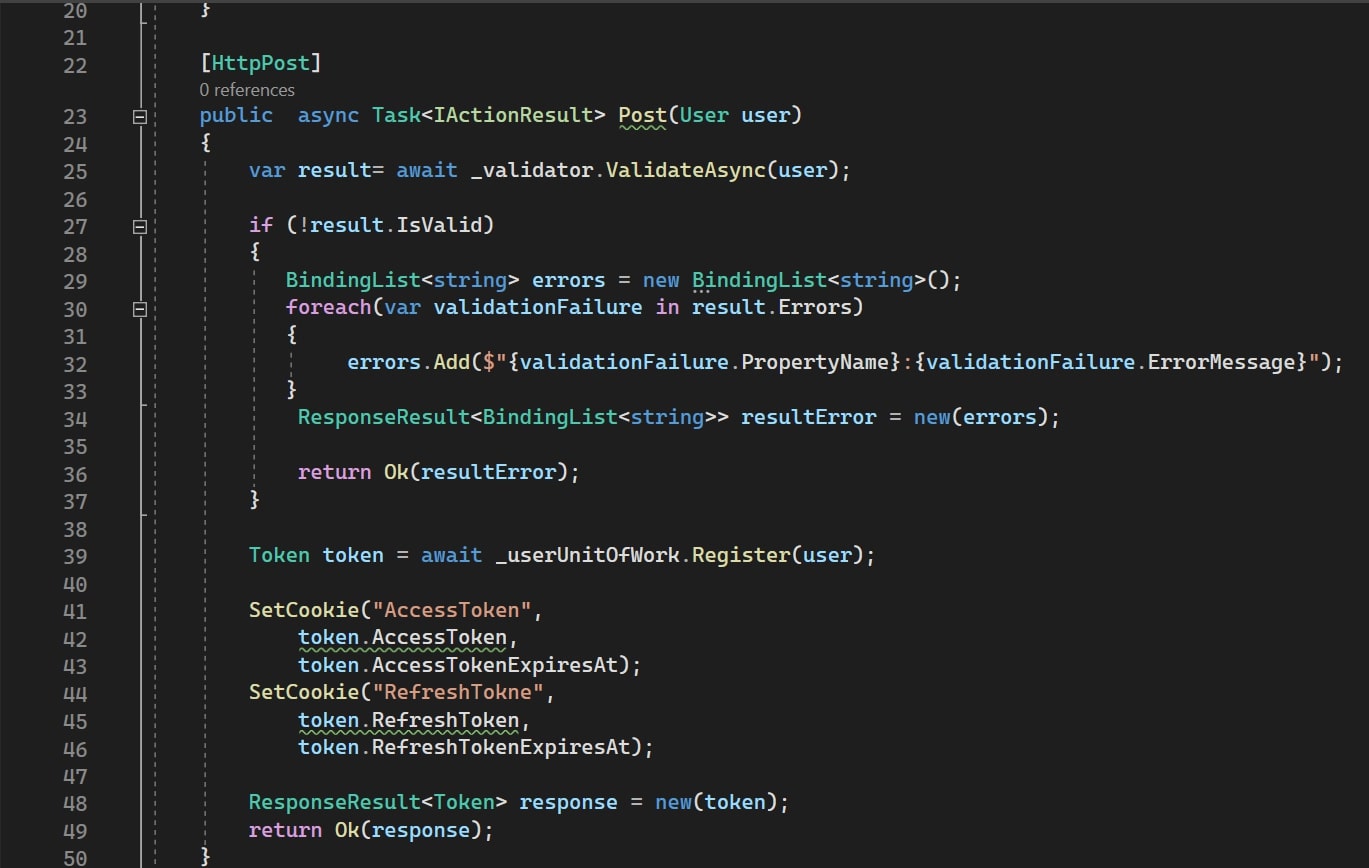 20 }
21
22 [HttpPost]
0 references
23 public  async Task<IActionResult> Post(User user)
24 {
25 var result= await _validator.ValidateAsync(user);
26
27 if (!result.IsValid)
28 {
29 BindingList<string> errors = new BindingList<string>();
30 foreach(var validationFailure in result.Errors)
31 {
32 errors.Add($"{validationFailure.PropertyName}:{validationFailure.ErrorMessage}");
33 }
34 ResponseResult<BindingList<string>> resultError = new(errors);
35
36 return Ok(resultError);
37 }
38
39 Token token = await _userUnitOfWork.Register(user);
40
41 SetCookie("AccessToken",
42 token.AccessToken,
43 token.AccessTokenExpiresAt);
44 SetCookie("RefreshTokne",
45 token.RefreshToken,
46 token.RefreshTokenExpiresAt);
47
48 ResponseResult<Token> response = new(token);
49 return Ok(response);
50 }